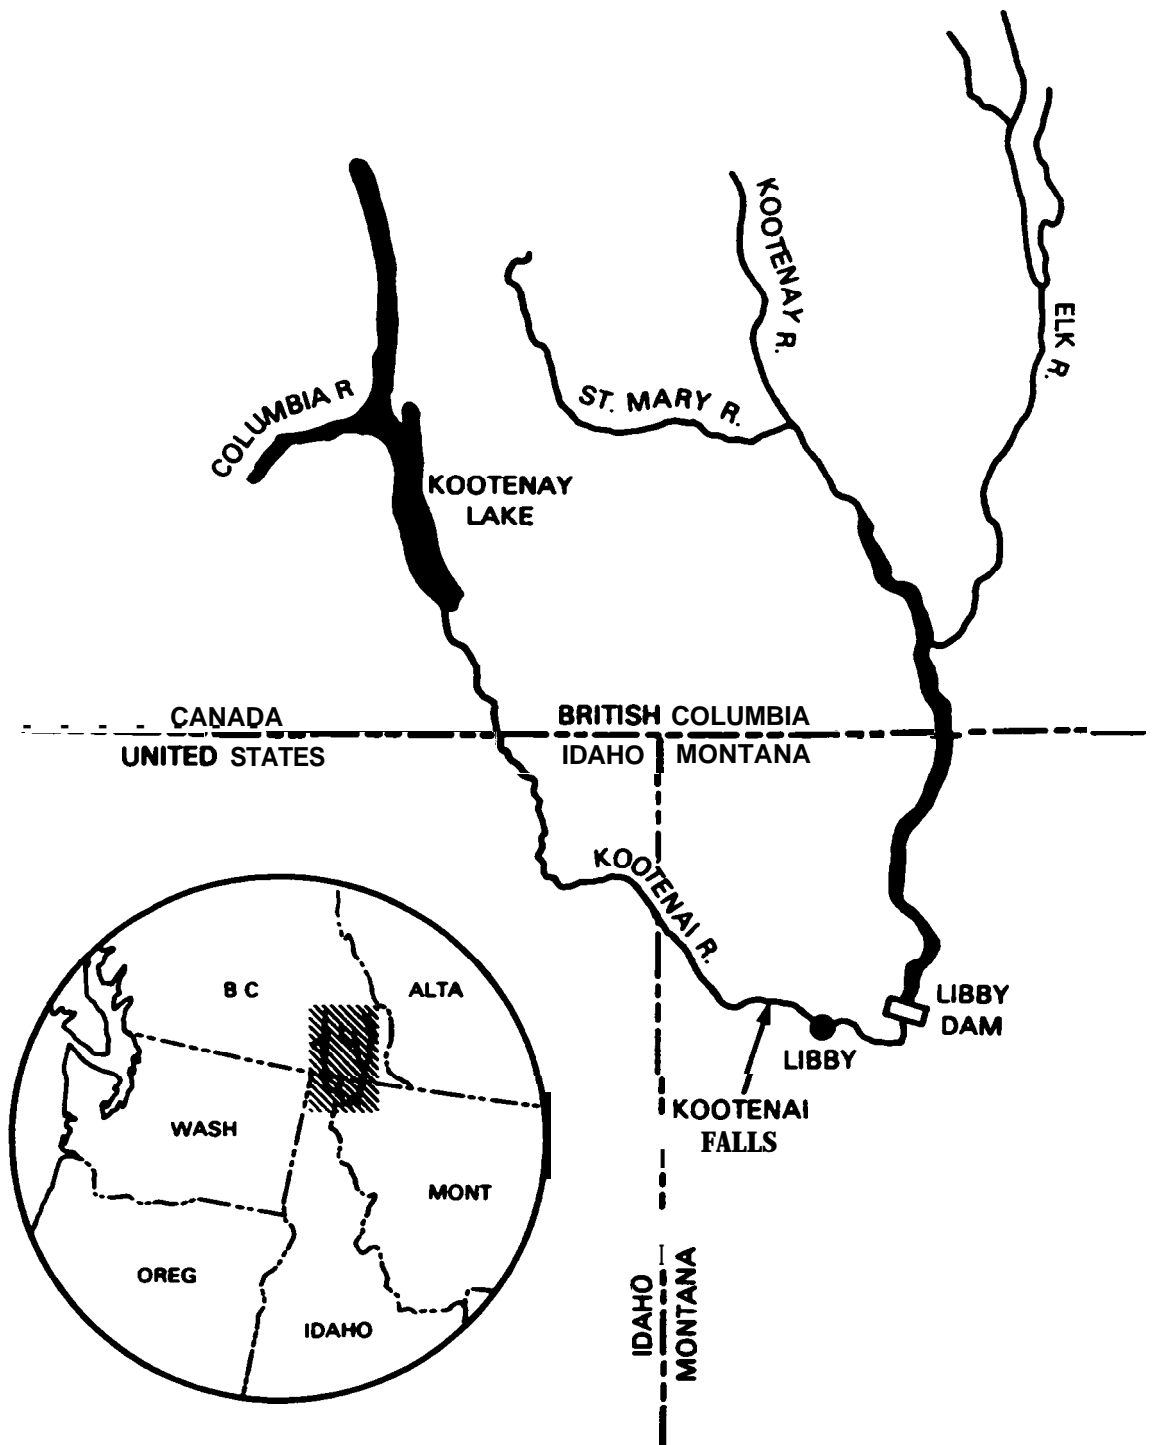 KOOTENAY R.
ELK R.
COLUMBIA R
ST. MARY R.
KOOTENAY
LAKE
CANADA
BRITISH COLUMBIA
UNITED STATES
IDAHO
MONTANA
KOOTENAI R.
LIBBY
DAM
LIBBY
KOOTENAI
FALLS
B C
ALTA
WASH
MONT
OREG
IDAHO
IDAHO
MONTANA